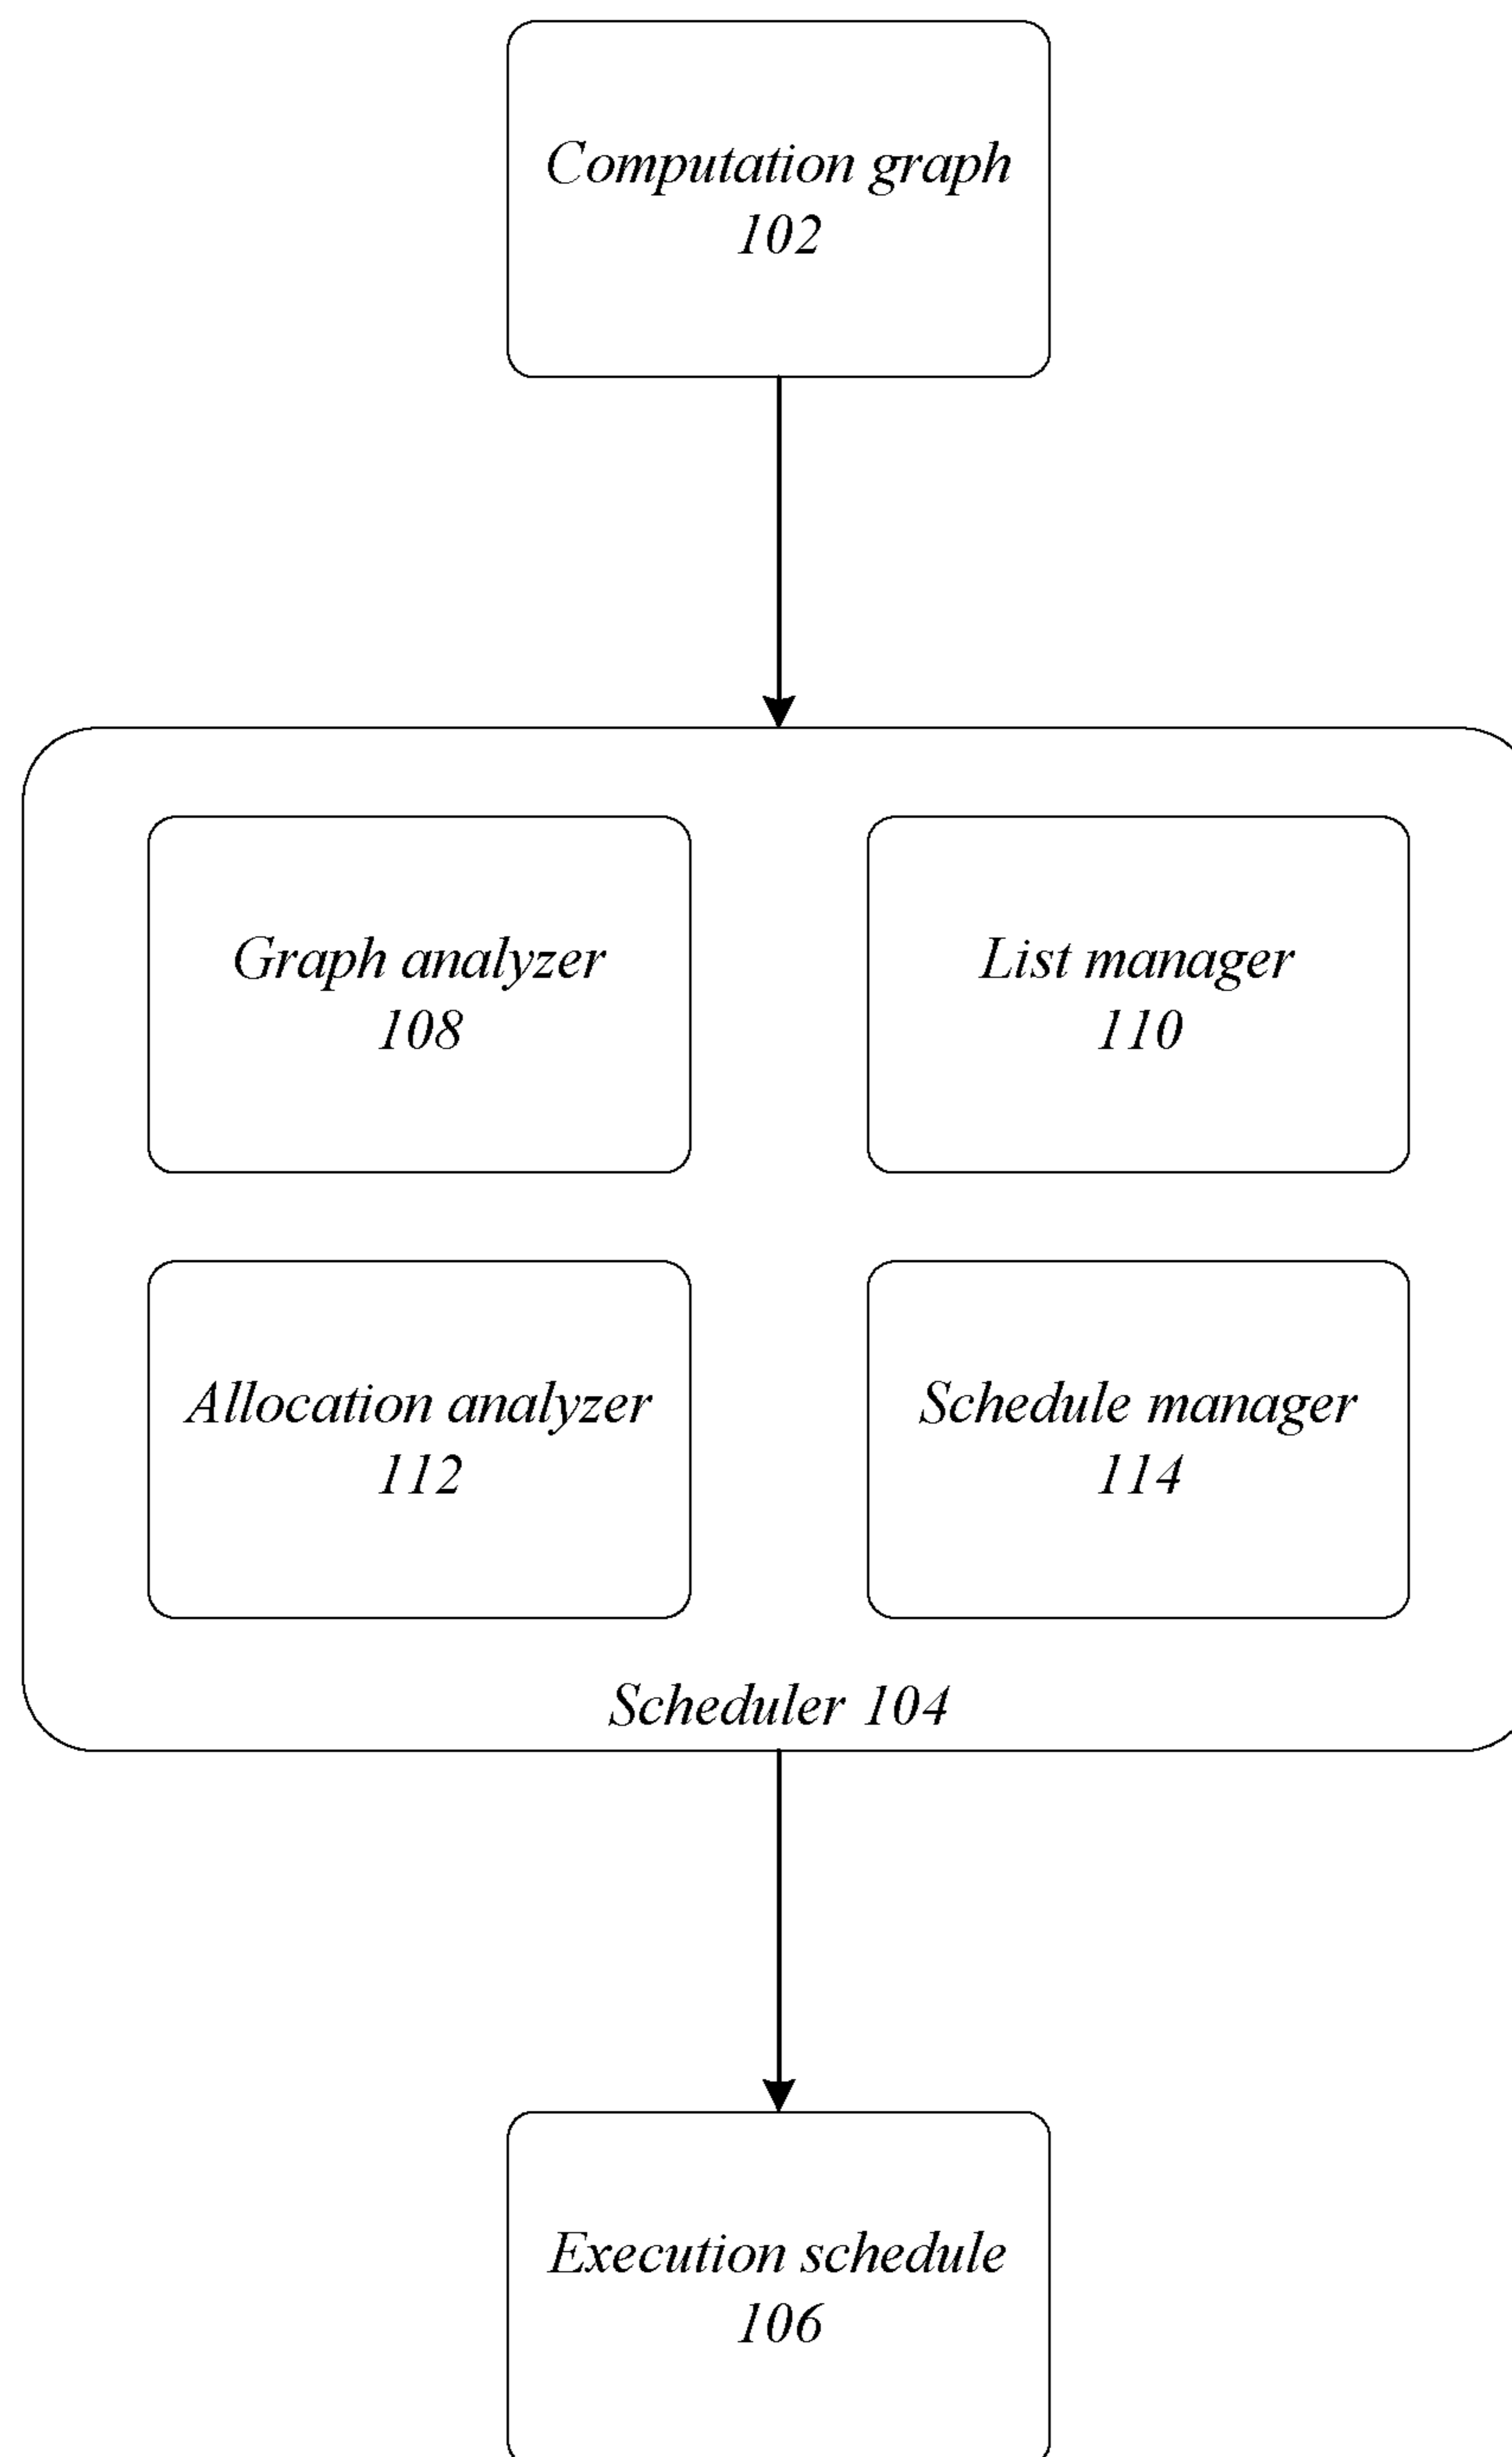 Computation graph
102
Graph analyzer
108
List manager
110
Allocation analyzer
112
Schedule manager
114
Scheduler 104
Execution schedule
106